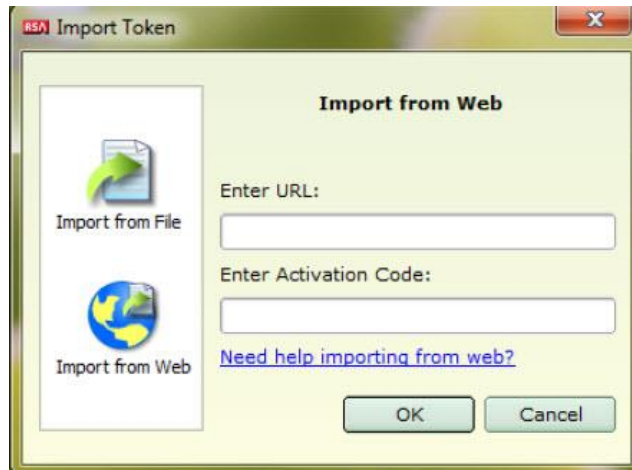 RSA Import Token
Import from Web
Enter URL:
Import from File
Enter Activation Code:
Need help importing from web?
Import from Web
OK Cancel